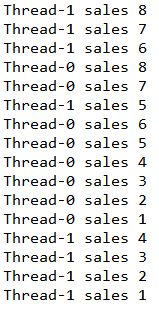 Thread-1 sales 8
Thread-1 sales 7
Thread-1 sales 6
Thread-0 sales 8
Thread-0 sales 7
Thread-1 sales 5
Thread-0 sales 6
Thread-0 sales 5
Thread-0 sales 4
Thread-0 sales 3
Thread-0 sales 2
Thread-0 sales 1
Thread-1 sales 4
Thread-1 sales 3
Thread-1 sales 2
Thread-1 sales 1